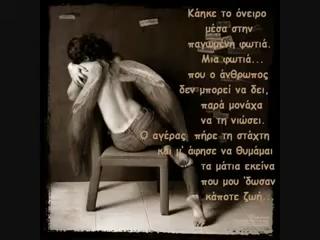 Κάηκε το όνειρο
μέσα στην
παγωμένη φωτιά.
Μια φωτιά...
που ο άνθρωπος
δεν μπορεί να δει,
παρά μονάχα
να τη νιώσει.
Ο αγέρας πήρε τη στάχτη
και μ' άφησε να θυμάμαι
τα μάτια εκείνα
που μου 'δωσαν
κάποτε ζωή..